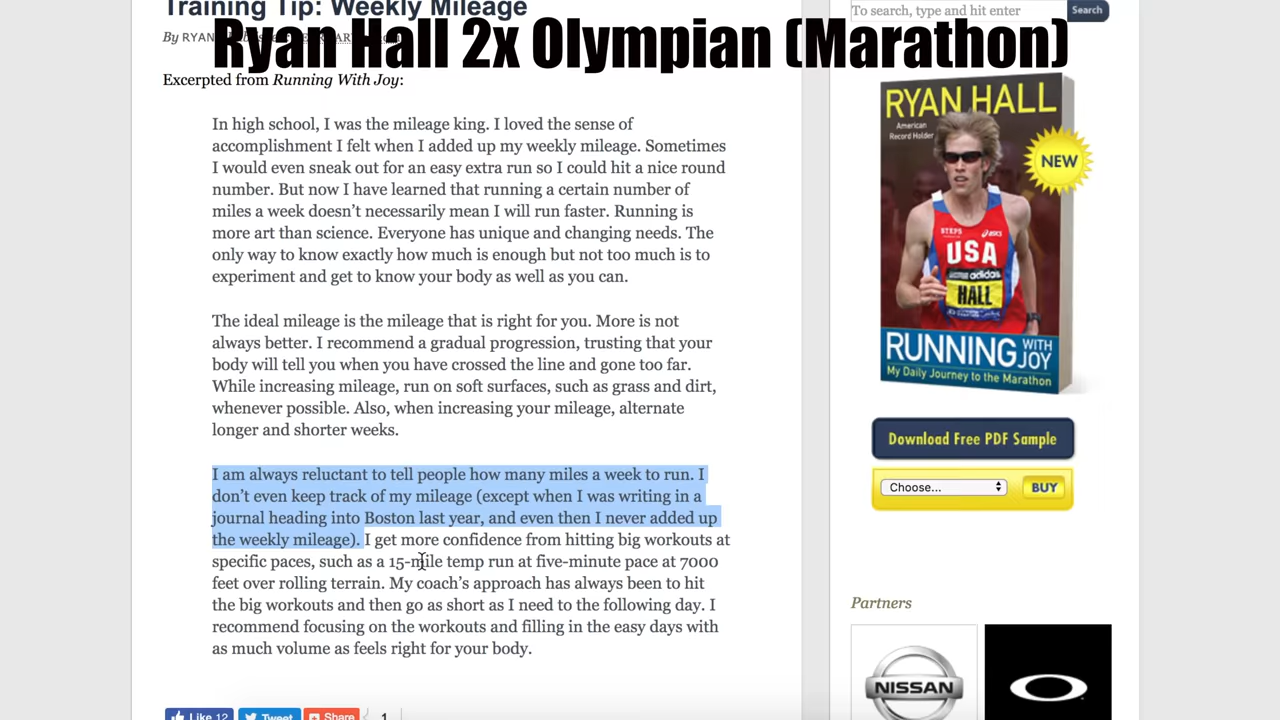 Training Tip: Weekly Mileage
Ryan Hall 2x Olympian (Marathon)
By RYAN
Excerpted from Running With Joy:
In high school, I was the mileage king. I loved the sense of
accomplishment I felt when I added up my weekly mileage. Sometimes
I would even sneak out for an easy extra run so I could hit a nice round
number. But now I have learned that running a certain number of
miles a week doesn’t necessarily mean I will run faster. Running is
more art than science. Everyone has unique and changing needs. The
only way to know exactly how much is enough but not too much is to
experiment and get to know your body as well as you can.
The ideal mileage is the mileage that is right for you. More is not
always better. I recommend a gradual progression, trusting that your
body will tell you when you have crossed the line and gone too far.
While increasing mileage, run on soft surfaces, such as grass and dirt,
whenever possible. Also, when increasing your mileage, alternate
longer and shorter weeks.
I am always reluctant to tell people how many miles a week to run. I
don’t even keep track of my mileage (except when I was writing in a
journal heading into Boston last year, and even then I never added up
the weekly mileage). I get more confidence from hitting big workouts at
specific paces, such as a 15-mile temp run at five-minute pace at 7000
feet over rolling terrain. My coach’s approach has always been to hit
the big workouts and then go as short as I need to the following day. I
recommend focusing on the workouts and filling in the easy days with
as much volume as feels right for your body.
Like 12
Tweet
Share
1
To search, type and hit enter
Search
RYAN HALL
American
Record Holder
NEW
STEPS
asics
USA
adidas
HALL
RUNNING WITH JOY
My Daily Journey to the Marathon
Download Free PDF Sample
Choose...
BUY
Partners
NISSAN